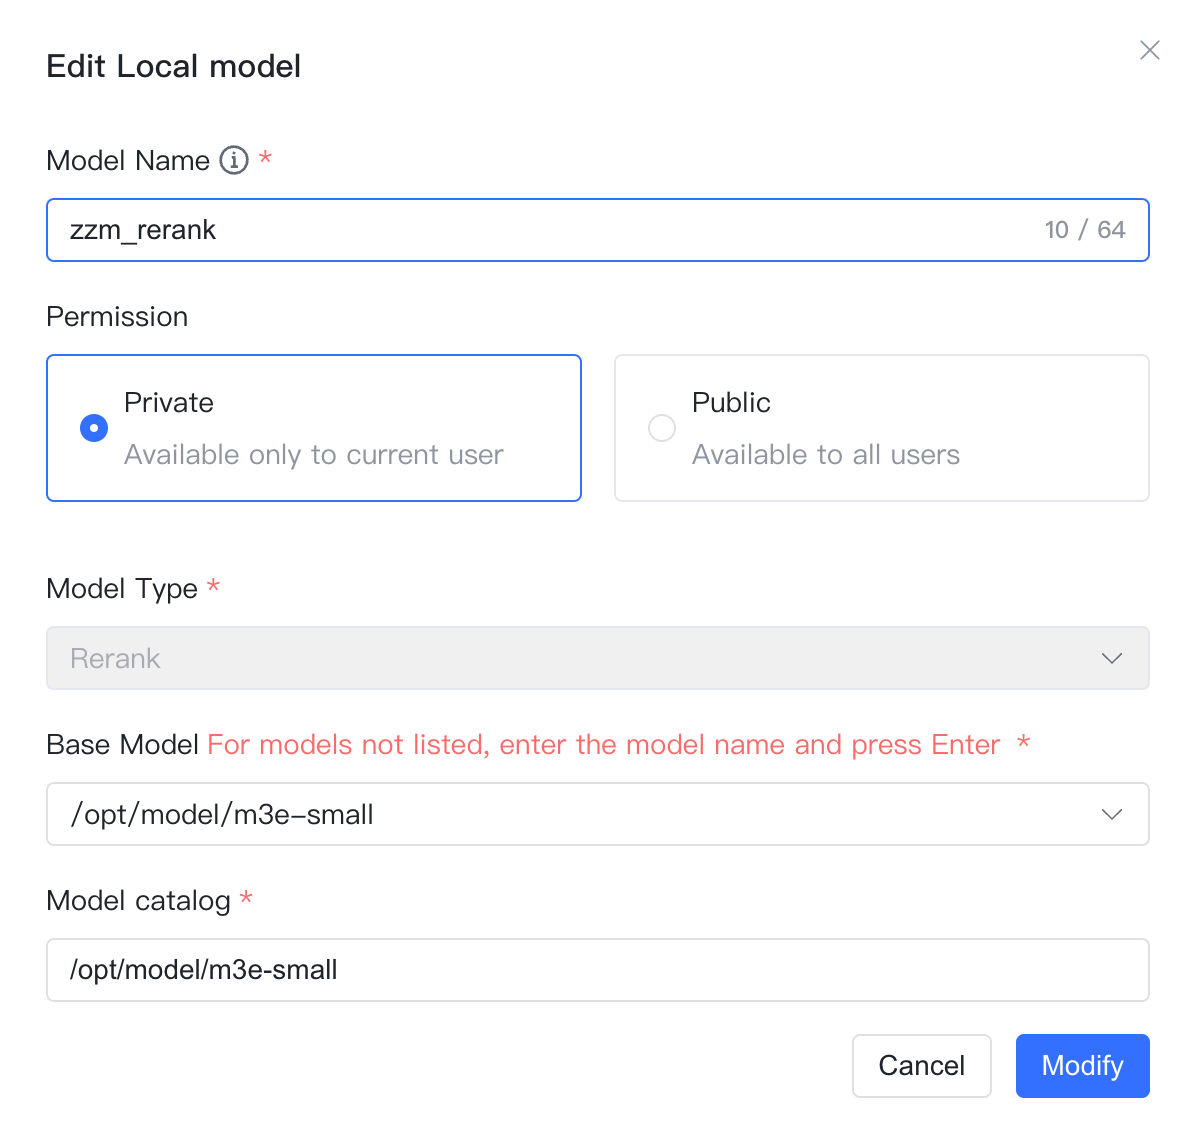 Edit Local model
Model Name *
zzm_rerank 10 / 64
Permission
Private
Available only to current user
Public
Available to all users
Model Type *
Rerank
Base Model For models not listed, enter the model name and press Enter *
/opt/model/m3e-small
Model catalog *
/opt/model/m3e-small
Cancel Modify